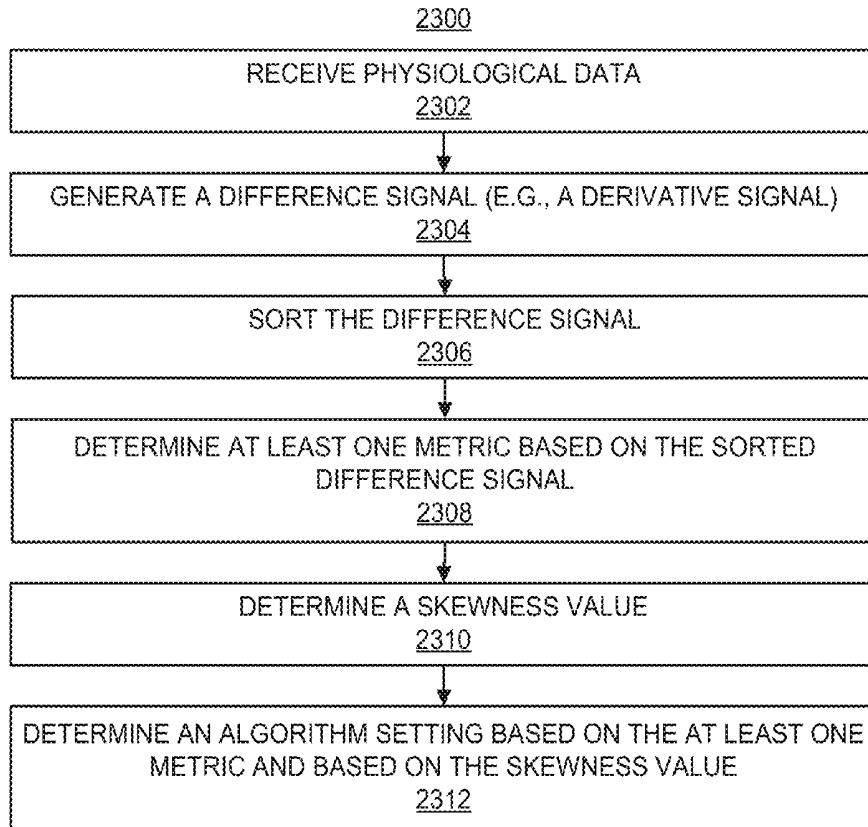 2300
RECEIVE PHYSIOLOGICAL DATA
2302
GENERATE A DIFFERENCE SIGNAL (E.G., A DERIVATIVE SIGNAL)
2304
SORT THE DIFFERENCE SIGNAL
2306
DETERMINE AT LEAST ONE METRIC BASED ON THE SORTED
DIFFERENCE SIGNAL
2308
DETERMINE A SKEWNESS VALUE
2310
DETERMINE AN ALGORITHM SETTING BASED ON THE AT LEAST ONE
METRIC AND BASED ON THE SKEWNESS VALUE
2312